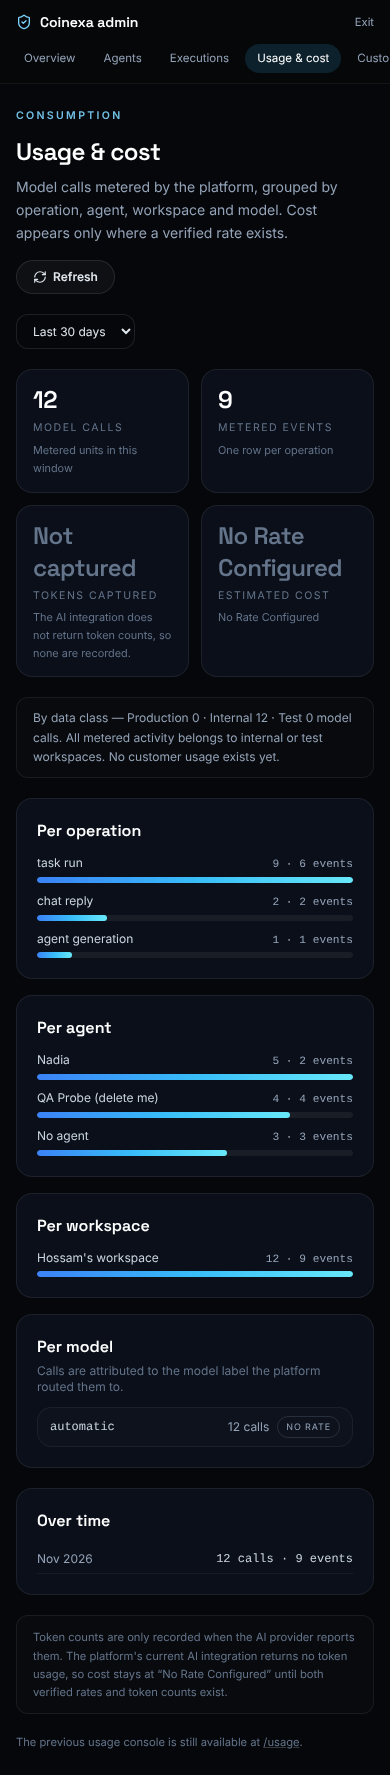 Coinexa admin
Exit
Overview Agents Executions Usage & cost Custo
CONSUMPTION
Usage & cost
Model calls metered by the platform, grouped by
operation, agent, workspace and model. Cost
appears only where a verified rate exists.
Refresh
Last 30 days
12
MODEL CALLS
Metered units in this
window
9
METERED EVENTS
One row per operation
Not
captured
TOKENS CAPTURED
The AI integration does
not return token counts, so
none are recorded.
No Rate
Configured
ESTIMATED COST
No Rate Configured
By data class — Production 0 · Internal 12 · Test 0 model
calls. All metered activity belongs to internal or test
workspaces. No customer usage exists yet.
Per operation
task run 9 · 6 events
chat reply 2 · 2 events
agent generation 1 · 1 events
Per agent
Nadia 5 · 2 events
QA Probe (delete me) 4 · 4 events
No agent 3 · 3 events
Per workspace
Hossam's workspace 12 · 9 events
Per model
Calls are attributed to the model label the platform
routed them to.
automatic 12 calls NO RATE
Over time
Nov 2026 12 calls · 9 events
Token counts are only recorded when the AI provider reports
them. The platform's current AI integration returns no token
usage, so cost stays at “No Rate Configured” until both
verified rates and token counts exist.
The previous usage console is still available at /usage.